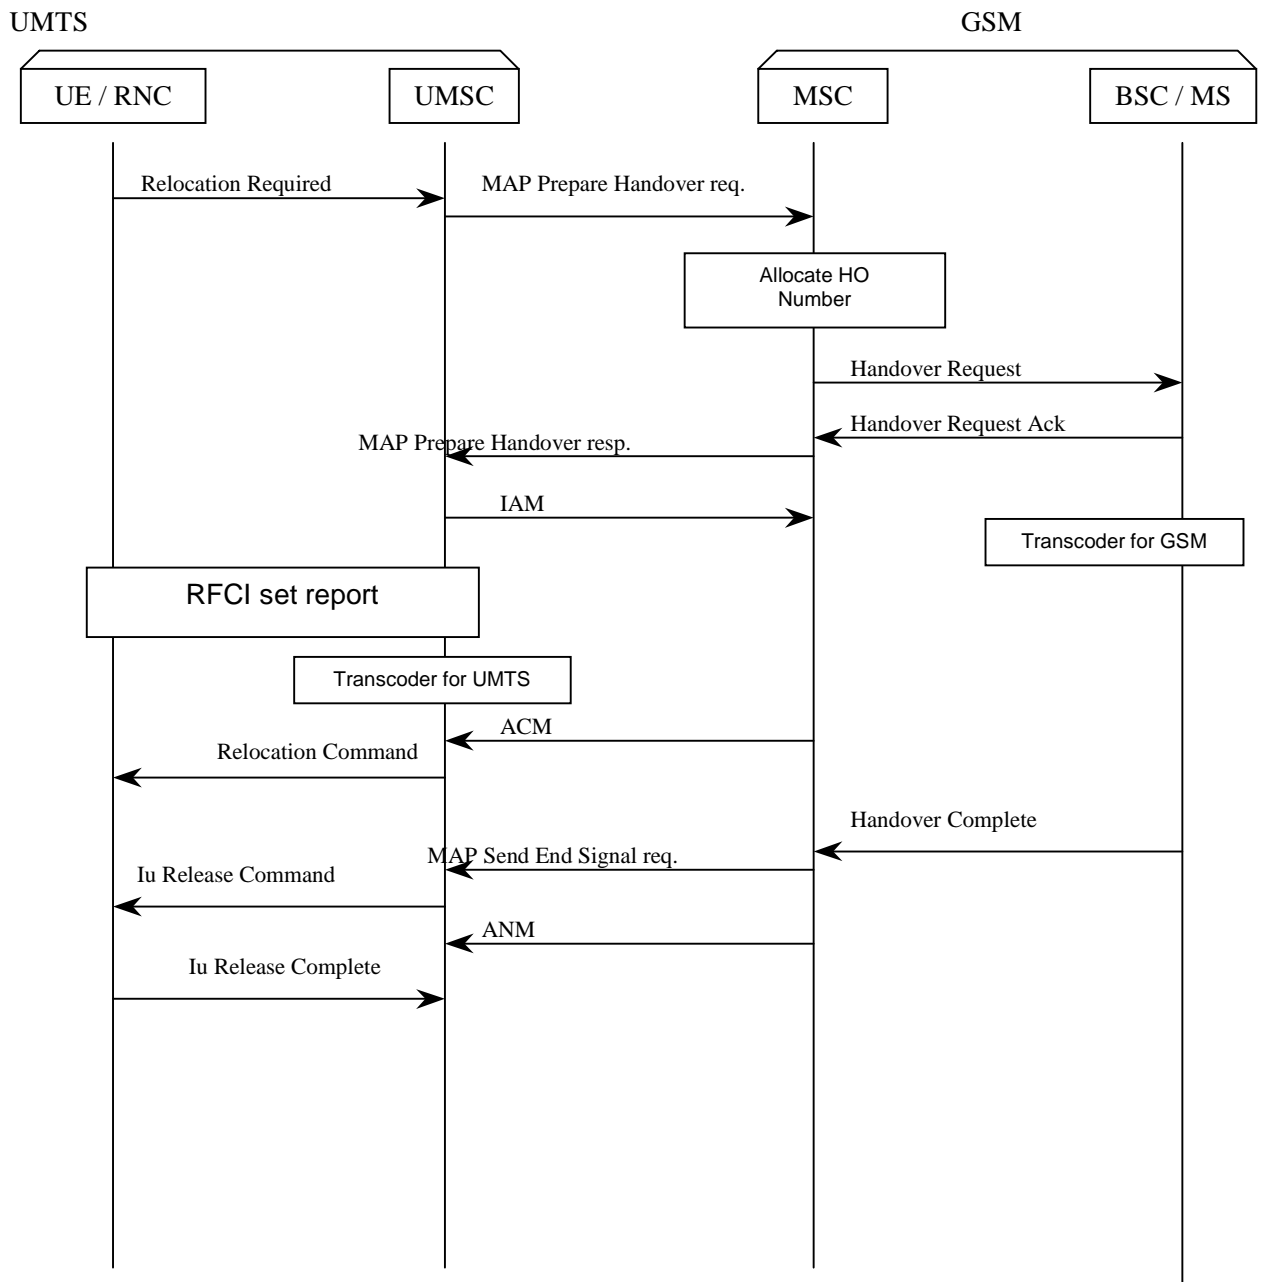 UMTS
GSM
UE / RNC
UMSC
MSC
BSC / MS
Relocation Required
MAP Prepare Handover req.
Allocate HO
Number
Handover Request
Handover Request Ack
MAP Prepare Handover resp.
IAM
Transcoder for GSM
RFCI set report
Transcoder for UMTS
ACM
Relocation Command
Handover Complete
MAP Send End Signal req.
Iu Release Command
ANM
Iu Release Complete